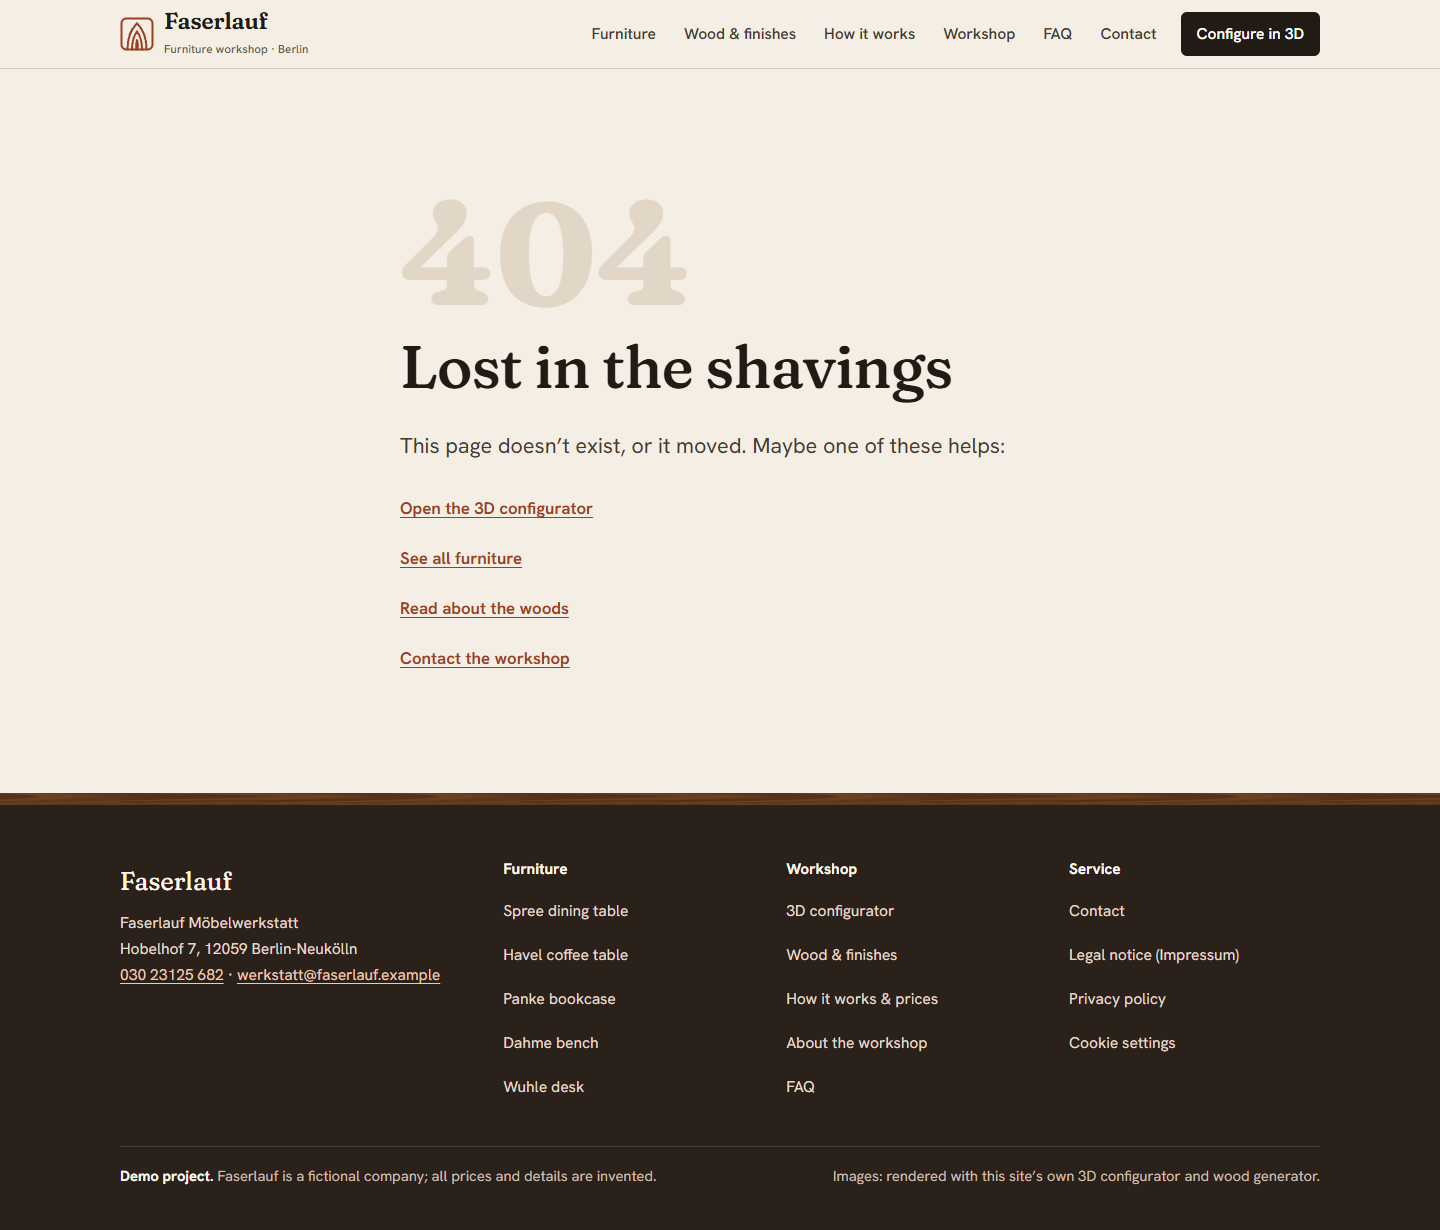 Faserlauf
Furniture workshop · Berlin
Furniture
Wood & finishes
How it works
Workshop
FAQ
Contact
Configure in 3D
404
Lost in the shavings
This page doesn’t exist, or it moved. Maybe one of these helps:
Open the 3D configurator
See all furniture
Read about the woods
Contact the workshop
Faserlauf
Faserlauf Möbelwerkstatt
Hobelhof 7, 12059 Berlin-Neukölln
030 23125 682 · werkstatt@faserlauf.example
Furniture
Spree dining table
Havel coffee table
Panke bookcase
Dahme bench
Wuhle desk
Workshop
3D configurator
Wood & finishes
How it works & prices
About the workshop
FAQ
Service
Contact
Legal notice (Impressum)
Privacy policy
Cookie settings
Demo project. Faserlauf is a fictional company; all prices and details are invented.
Images: rendered with this site’s own 3D configurator and wood generator.